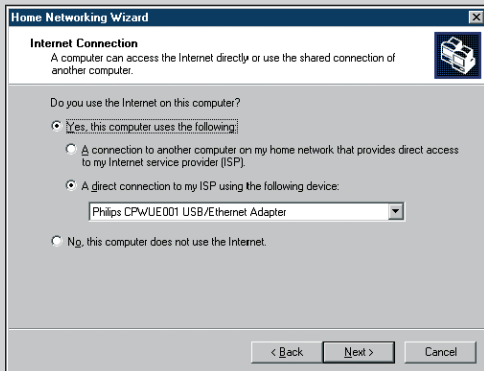 Home Networking Wizard
Internet Connection
A computer can access the Internet directly or use the shared connection of
another computer.
Do you use the Internet on this computer?
Yes, this computer uses the following:
A connection to another computer on my home network that provides direct access
to my Internet service provider (ISP).
A direct connection to my ISP using the following device:
Philips CPWUE001 USB/Ethernet Adapter
No, this computer does not use the Internet.
< Back Next > Cancel